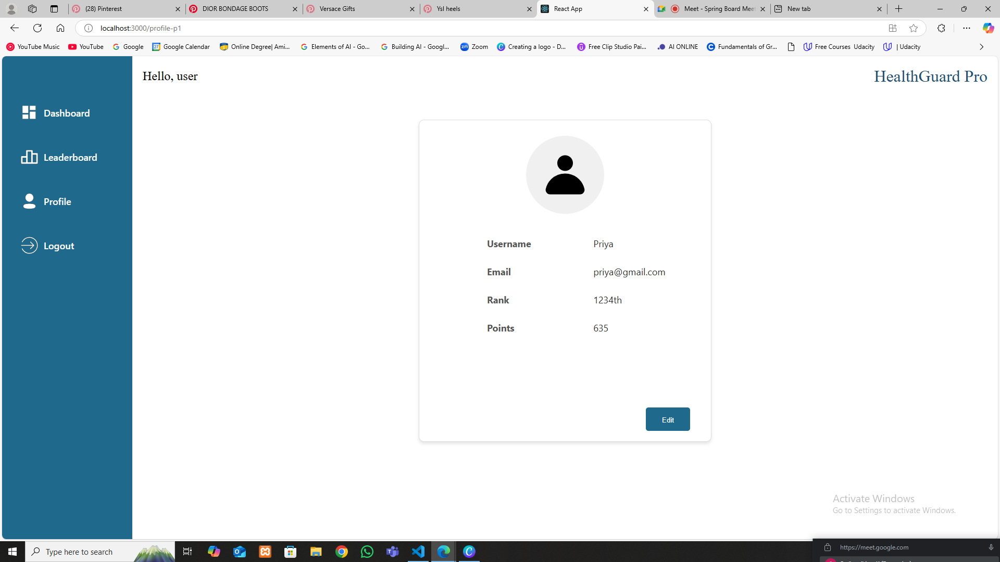 (28) Pinterest
DIOR BONDAGE BOOTS
Versace Gifts
Ysl heels
React App
Meet - Spring Board Meet
New tab
localhost:3000/profile-p1
YouTube Music
YouTube
Google
27
Google Calendar
Online Degree| Ami...
Elements of AI - Go...
Building AI - Googl...
zm
Zoom
Creating a logo - D...
Free Clip Studio Pai...
AI ONLINE
Fundamentals of Gr...
Free Courses Udacity
| Udacity
Hello, user
HealthGuard Pro
Dashboard
Leaderboard
Profile
Logout
Username Priya
Email priya@gmail.com
Rank 1234th
Points 635
Edit
Activate Windows
Go to Settings to activate Windows.
Type here to search
https://meet.google.com